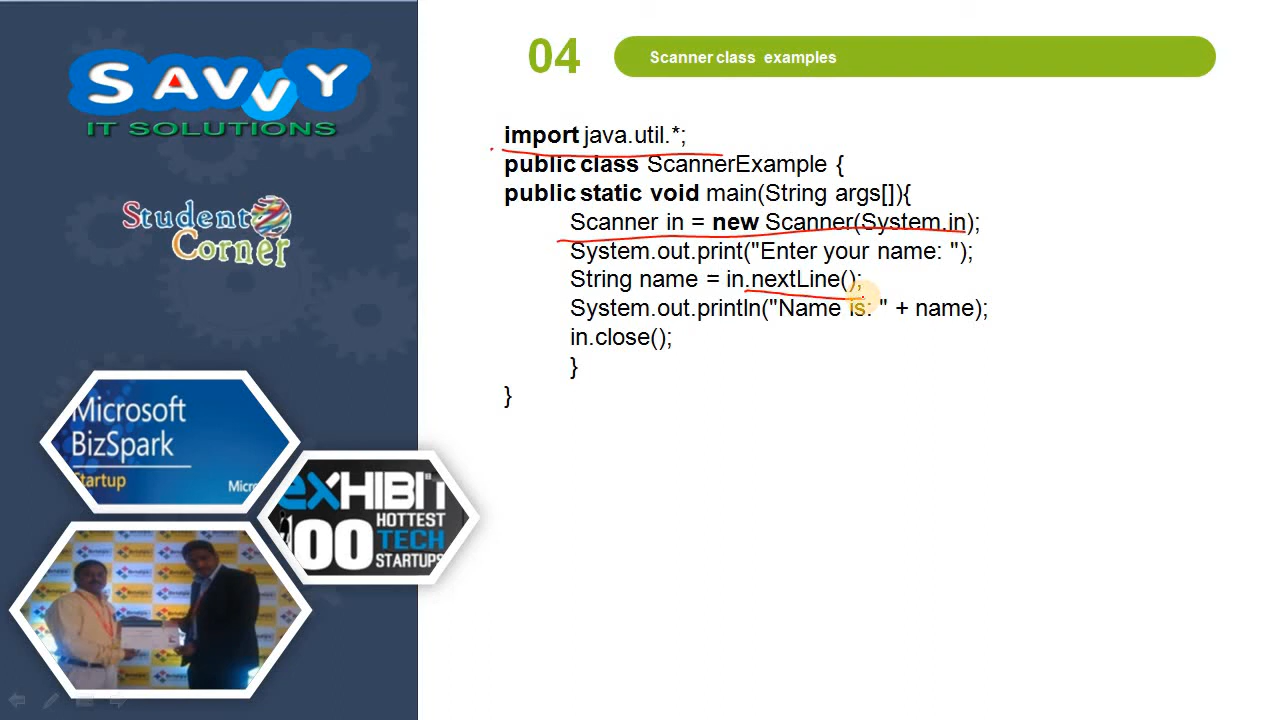 SAVVY
IT SOLUTIONS
Student
Corner
Microsoft
BizSpark
Startup
Micr
eXHIBIT
100
HOTTEST
TECH
STARTUPS
04
Scanner class examples
import java.util.*;
public class ScannerExample {
public static void main(String args[]){
Scanner in = new Scanner(System.in);
System.out.print("Enter your name: ");
String name = in.nextLine();
System.out.println("Name is: " + name);
in.close();
}
}